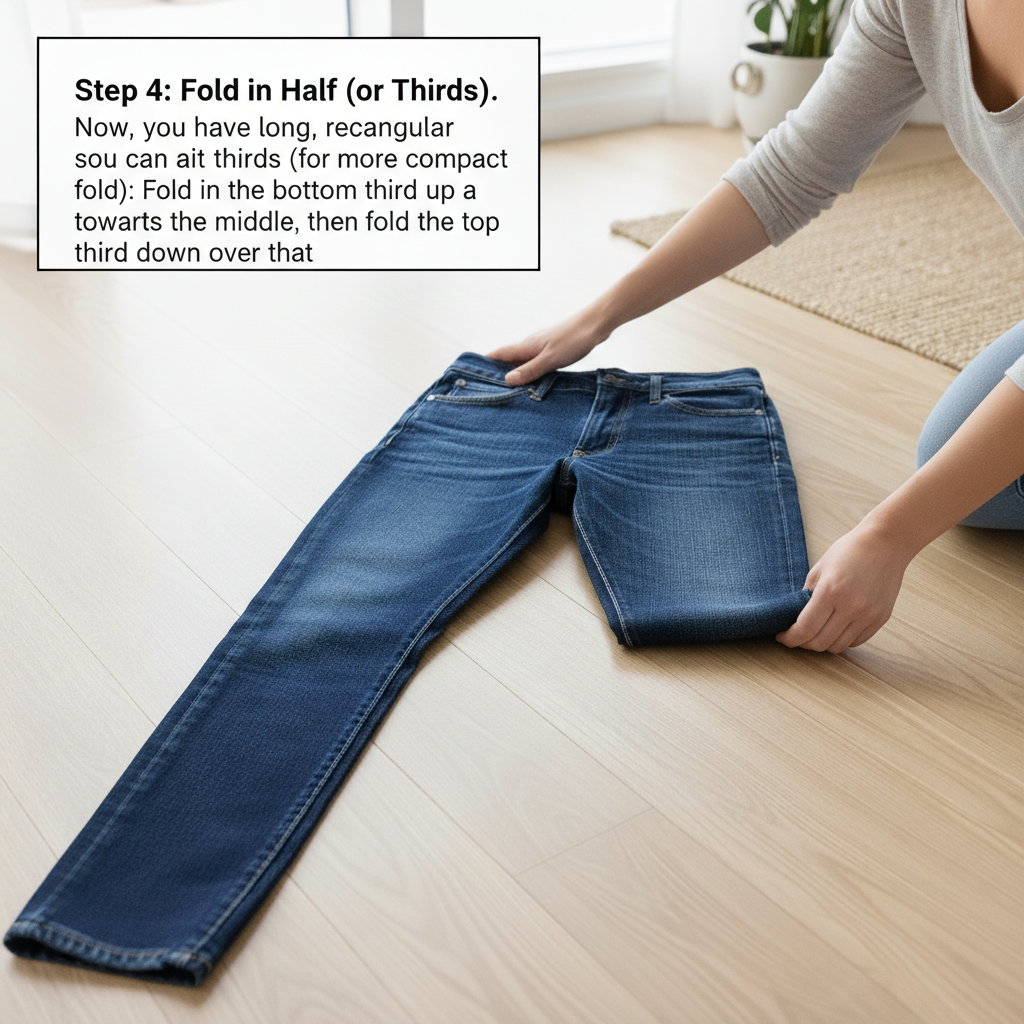 Step 4: Fold in Half (or Thirds).
Now, you have long, recangular
sou can ait thirds (for more compact
fold): Fold in the bottom third up a
towarts the middle, then fold the top
third down over that